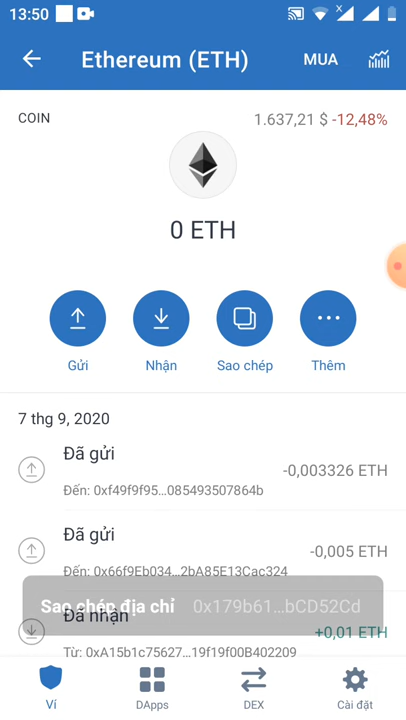 13:50
Ethereum (ETH)
MUA
COIN
1.637,21 $ -12,48%
0 ETH
Gửi
Nhận
Sao chép
Thêm
7 thg 9, 2020
Đã gửi
-0,003326 ETH
Đến: 0xf49f9f95...085493507864b
Đã gửi
-0,005 ETH
Đến: 0x66f9Eb034...2bA85E13Cac324
Sao chép địa chỉ 0x179b61...bCD52Cd
Đã nhận
+0,01 ETH
Từ: 0xA15b1c75627...19f19f00B402209
Ví
DApps
DEX
Cài đặt